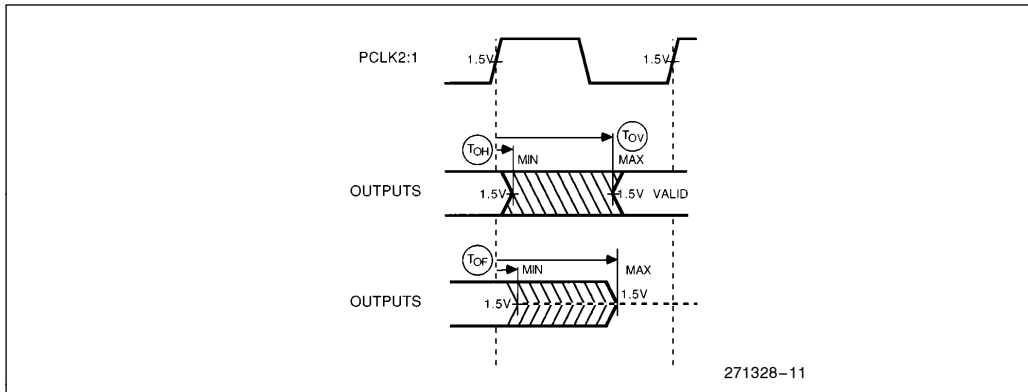 PCLK2:1
1.5V
1.5V
TOH
TOV
MIN
MAX
OUTPUTS
1.5V
1.5V VALID
TOF
MIN
MAX
OUTPUTS
1.5V
1.5V
271328–11